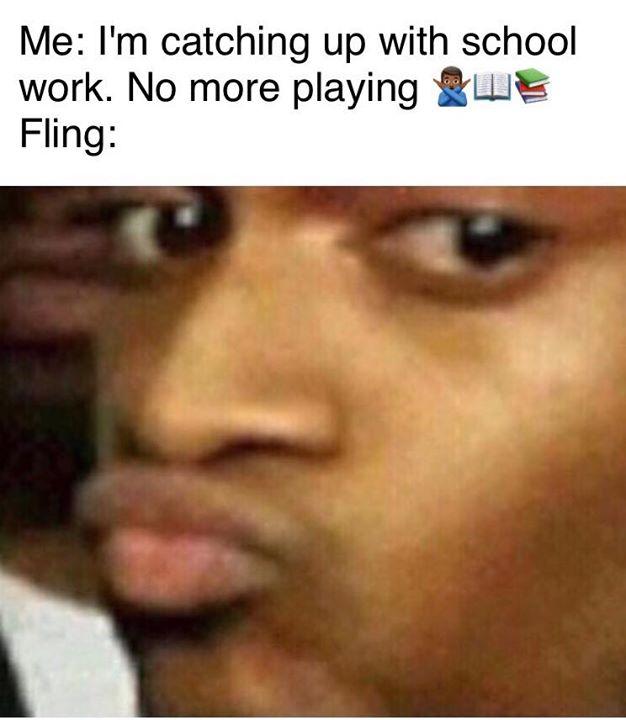 Me: I'm catching up with school
work. No more playing 🙅🏾‍♂️📖📚
Fling: